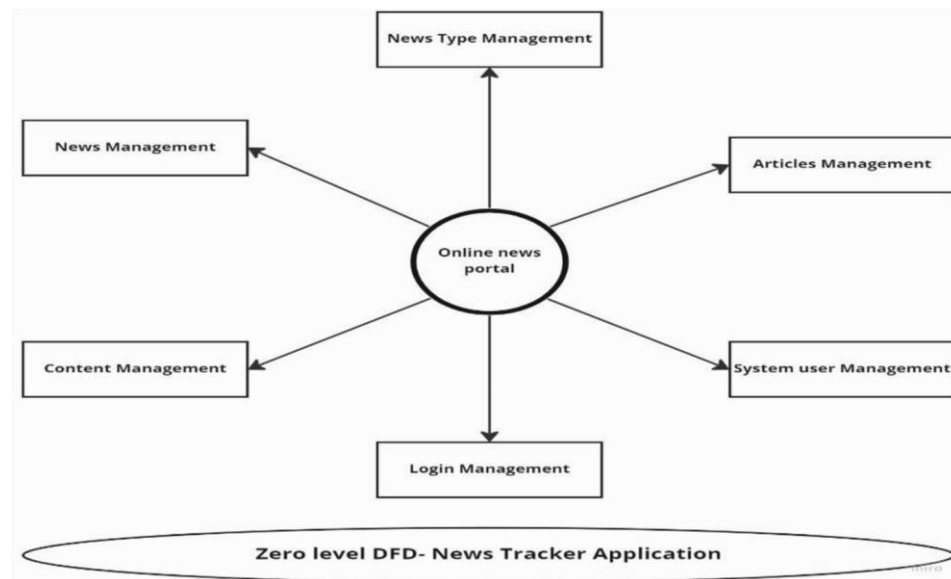 News Type Management
News Management
Articles Management
Online news
portal
Content Management
System user Management
Login Management
Zero level DFD- News Tracker Application
miro